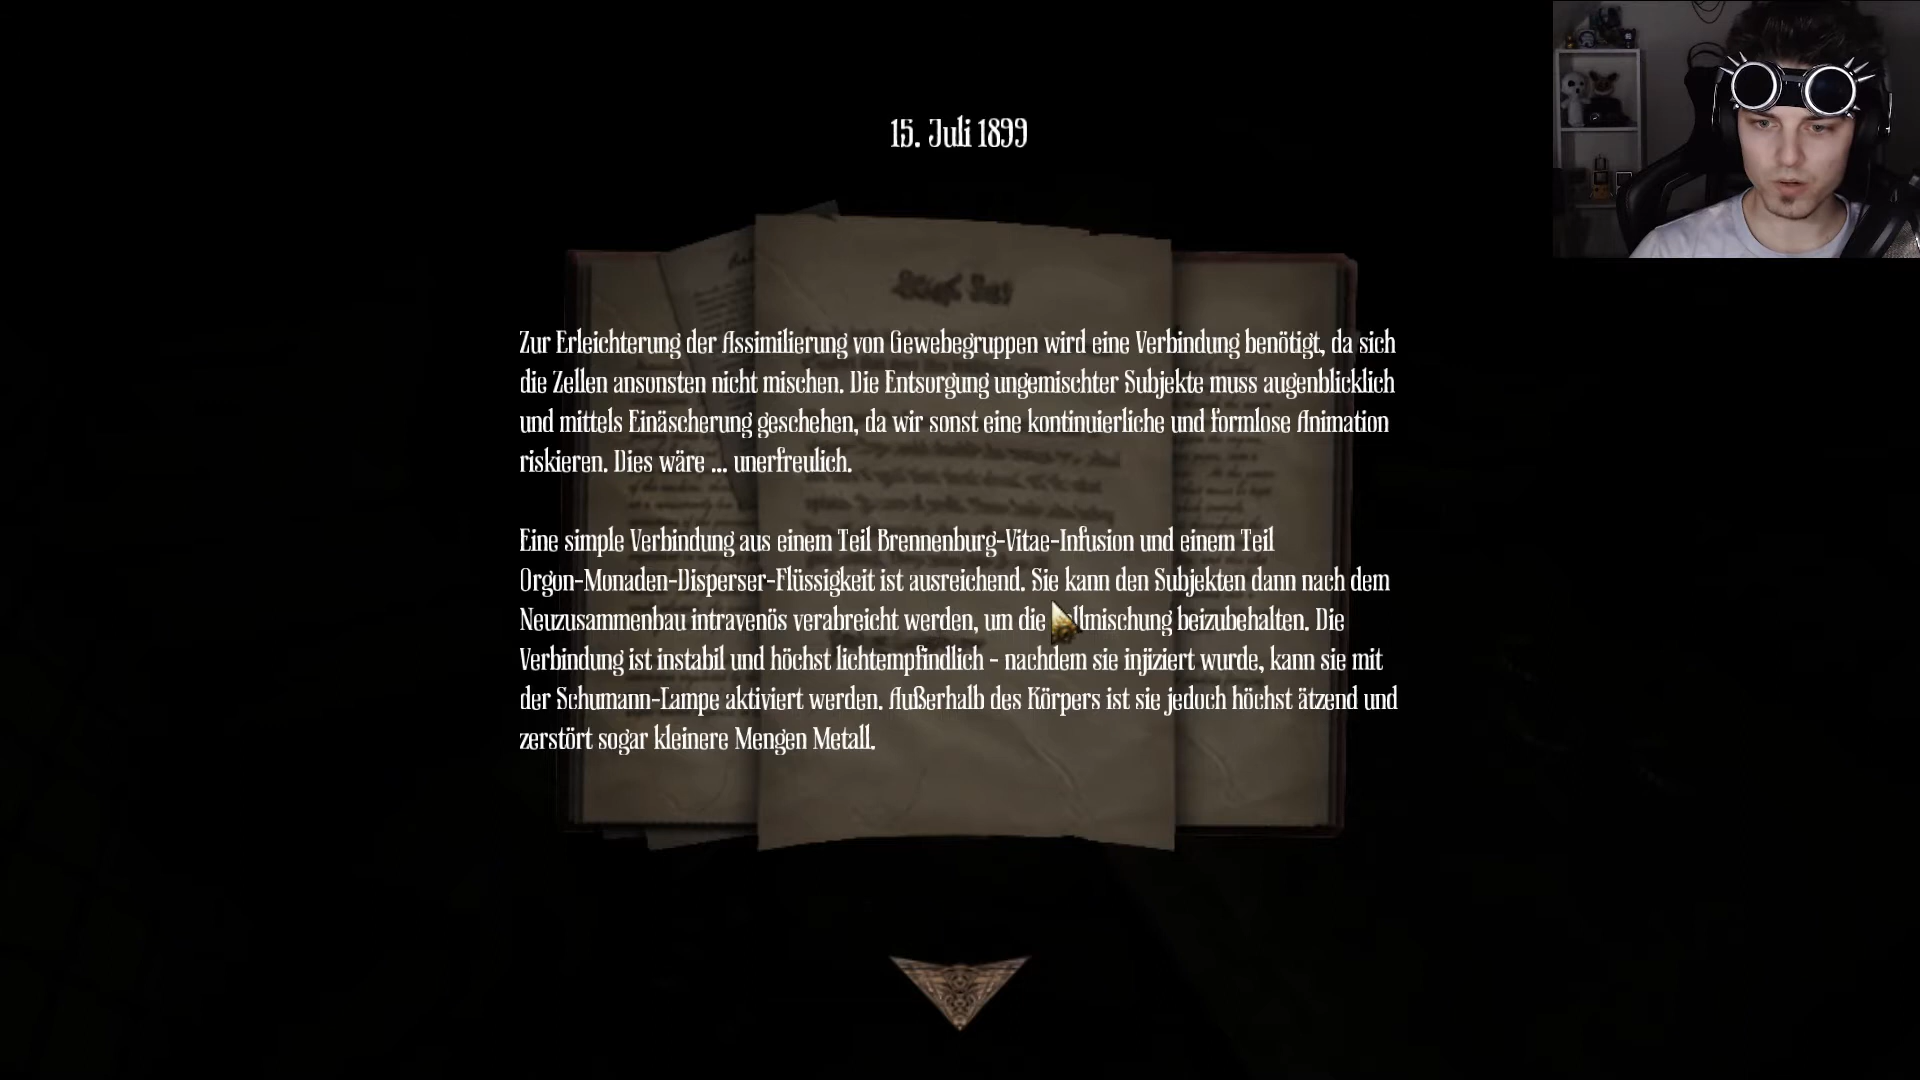 15. Juli 1899
Zur Erleichterung der Assimilierung von Gewebegruppen wird eine Verbindung benötigt, da sich
die Zellen ansonsten nicht mischen. Die Entsorgung ungemischter Subjekte muss augenblicklich
und mittels Einäscherung geschehen, da wir sonst eine kontinuierliche und formlose Animation
riskieren. Dies wäre ... unerfreulich.
Eine simple Verbindung aus einem Teil Brennenburg-Vitae-Infusion und einem Teil
Orgon-Monaden-Disperser-Flüssigkeit ist ausreichend. Sie kann den Subjekten dann nach dem
Neuzusammenbau intravenös verabreicht werden, um die beizubehalten. Die
Verbindung ist instabil und höchst lichtempfindlich - nachdem sie injiziert wurde, kann sie mit
der Schumann-Lampe aktiviert werden. Außerhalb des Körpers ist sie jedoch höchst ätzend und
zerstört sogar kleinere Mengen Metall.